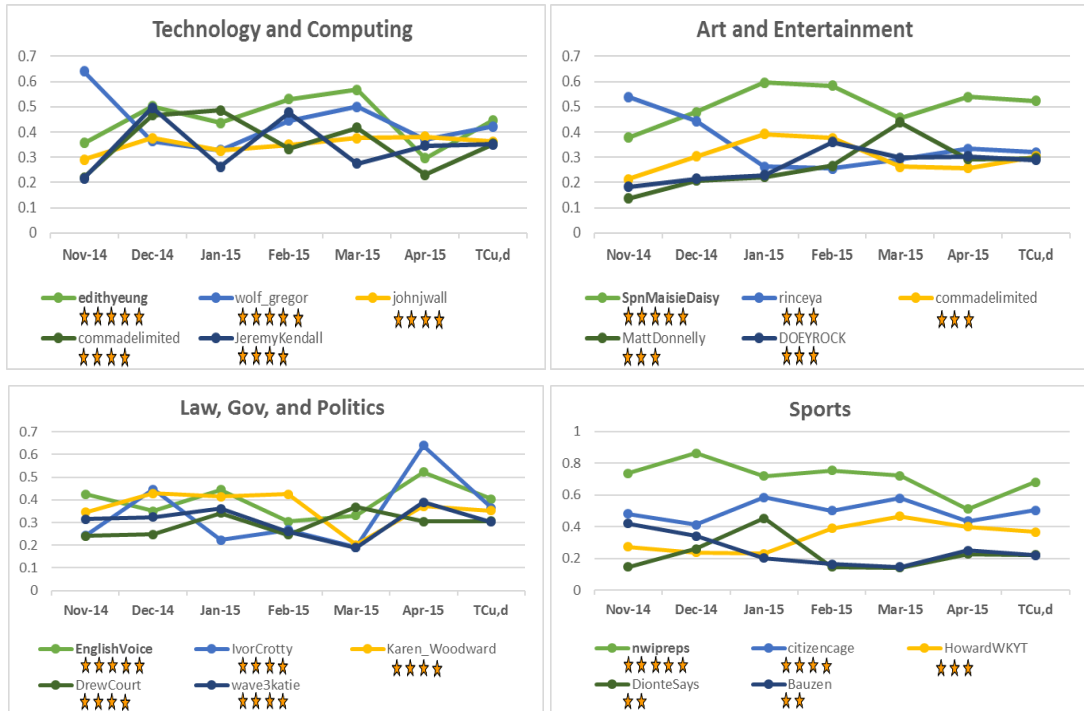 Technology and Computing
0.7
0.6
0.5
0.4
0.3
0.2
0.1
0
Nov-14 Dec-14 Jan-15 Feb-15 Mar-15 Apr-15 TCu,d
edithyeung wolf_gregor johnjwall
commadelimited JeremyKendall
Art and Entertainment
0.7
0.6
0.5
0.4
0.3
0.2
0.1
0
Nov-14 Dec-14 Jan-15 Feb-15 Mar-15 Apr-15 TCu,d
SpnMaisieDaisy rinceya commadelimited
MattDonnelly DOEYROCK
Law, Gov, and Politics
0.7
0.6
0.5
0.4
0.3
0.2
0.1
0
Nov-14 Dec-14 Jan-15 Feb-15 Mar-15 Apr-15 TCu,d
EnglishVoice IvorCrotty Karen_Woodward
DrewCourt wave3katie
Sports
1
0.8
0.6
0.4
0.2
0
Nov-14 Dec-14 Jan-15 Feb-15 Mar-15 Apr-15 TCu,d
nwipreps citizencage HowardWKYT
DionteSays Bauzen